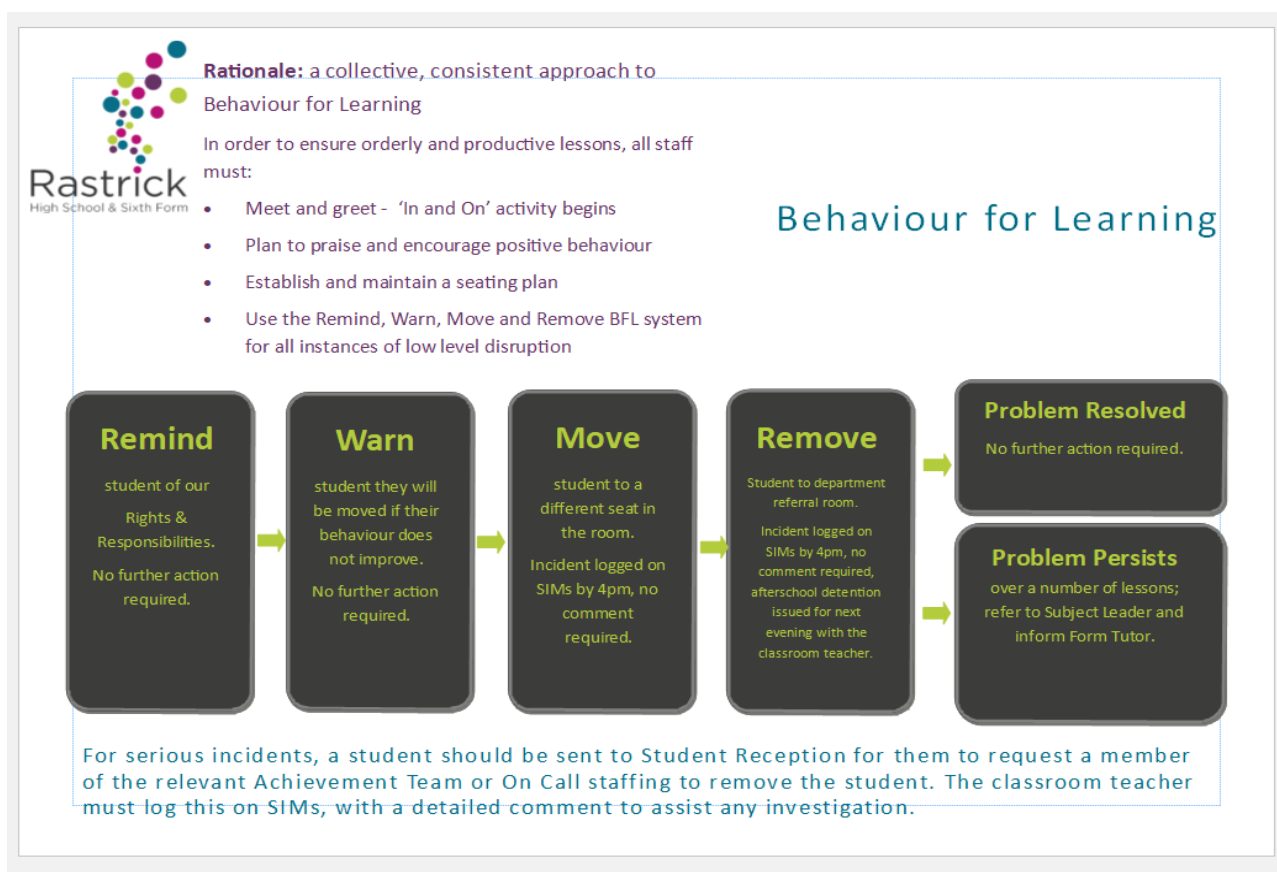 Rastrick
High School & Sixth Form
Rationale: a collective, consistent approach to
Behaviour for Learning
In order to ensure orderly and productive lessons, all staff
must:
• Meet and greet - ‘In and On’ activity begins
• Plan to praise and encourage positive behaviour
• Establish and maintain a seating plan
• Use the Remind, Warn, Move and Remove BFL system
for all instances of low level disruption
Behaviour for Learning
Remind
student of our
Rights &
Responsibilities.
No further action
required.
Warn
student they will
be moved if their
behaviour does
not improve.
No further action
required.
Move
student to a
different seat in
the room.
Incident logged on
SIMs by 4pm, no
comment
required.
Remove
Student to department
referral room.
Incident logged on
SIMs by 4pm, no
comment required,
afterschool detention
issued for next
evening with the
classroom teacher.
Problem Resolved
No further action required.
Problem Persists
over a number of lessons;
refer to Subject Leader and
inform Form Tutor.
For serious incidents, a student should be sent to Student Reception for them to request a member
of the relevant Achievement Team or On Call staffing to remove the student. The classroom teacher
must log this on SIMs, with a detailed comment to assist any investigation.